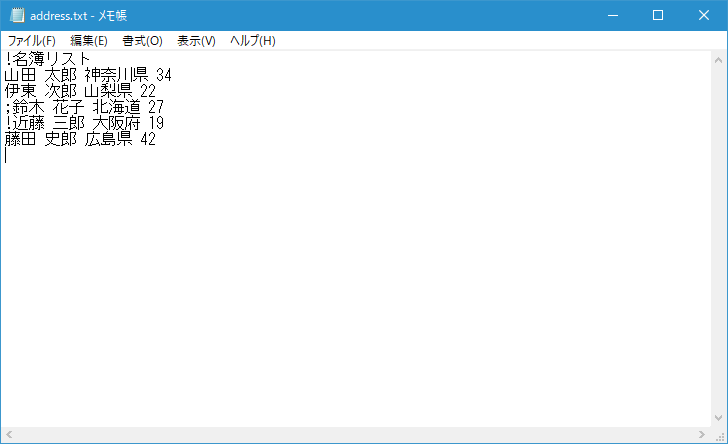 address.txt - メモ帳
ファイル(F) 編集(E) 書式(O) 表示(V) ヘルプ(H)
!名簿リスト
山田 太郎 神奈川県 34
伊東 次郎 山梨県 22
;鈴木 花子 北海道 27
!近藤 三郎 大阪府 19
藤田 史郎 広島県 42